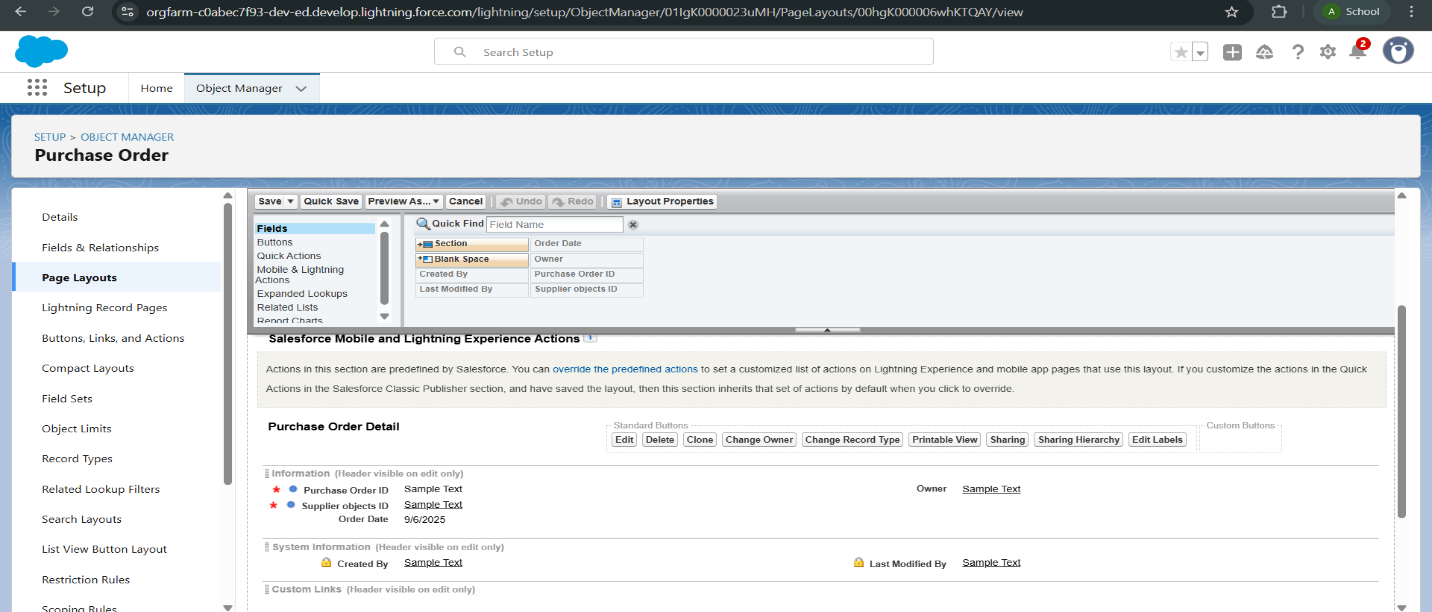 orgfarm-c0abec7f93-dev-ed.develop.lightning.force.com/lightning/setup/ObjectManager/01IgK0000023uMH/PageLayouts/00hgK000006whKTQAY/view
A School
Search Setup
2
Setup Home Object Manager
SETUP > OBJECT MANAGER
Purchase Order
Details
Fields & Relationships
Page Layouts
Lightning Record Pages
Buttons, Links, and Actions
Compact Layouts
Field Sets
Object Limits
Record Types
Related Lookup Filters
Search Layouts
List View Button Layout
Restriction Rules
Scoping Rules
Save Quick Save Preview As... Cancel Undo Redo Layout Properties
Fields
Buttons
Quick Actions
Mobile & Lightning
Actions
Expanded Lookups
Related Lists
Report Charts
Quick Find Field Name
Section Order Date
Blank Space Owner
Created By Purchase Order ID
Last Modified By Supplier objects ID
Salesforce Mobile and Lightning Experience Actions
Actions in this section are predefined by Salesforce. You can override the predefined actions to set a customized list of actions on Lightning Experience and mobile app pages that use this layout. If you customize the actions in the Quick
Actions in the Salesforce Classic Publisher section, and have saved the layout, then this section inherits that set of actions by default when you click to override.
Purchase Order Detail
Standard Buttons
Edit Delete Clone Change Owner Change Record Type Printable View Sharing Sharing Hierarchy Edit Labels
Custom Buttons
Information (Header visible on edit only)
* Purchase Order ID Sample Text Owner Sample Text
* Supplier objects ID Sample Text
Order Date 9/6/2025
System Information (Header visible on edit only)
Created By Sample Text Last Modified By Sample Text
Custom Links (Header visible on edit only)